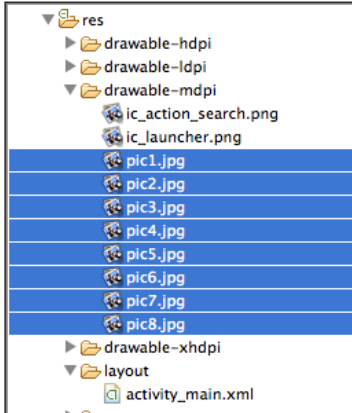 res
drawable-hdpi
drawable-ldpi
drawable-mdpi
ic_action_search.png
ic_launcher.png
pic1.jpg
pic2.jpg
pic3.jpg
pic4.jpg
pic5.jpg
pic6.jpg
pic7.jpg
pic8.jpg
drawable-xhdpi
layout
activity_main.xml